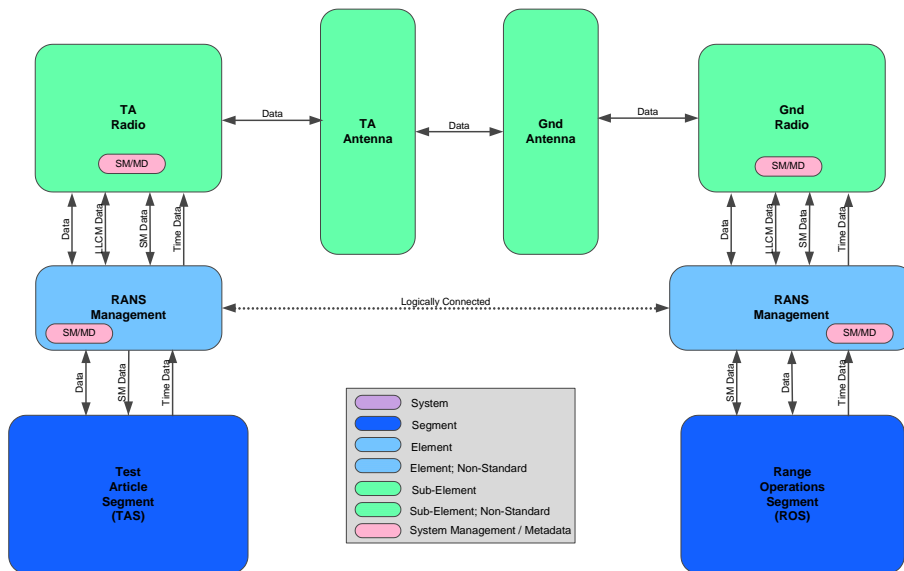 TA
Radio
SM/MD
Data
TA
Antenna
Data
Gnd
Antenna
Data
Gnd
Radio
SM/MD
Data
LLCM Data
SM Data
Time Data
Data
LLCM Data
SM Data
Time Data
RANS
Management
SM/MD
Logically Connected
RANS
Management
SM/MD
Data
SM Data
Time Data
SM Data
Data
Time Data
Test
Article
Segment
(TAS)
System
Segment
Element
Element; Non-Standard
Sub-Element
Sub-Element; Non-Standard
System Management / Metadata
Range
Operations
Segment
(ROS)